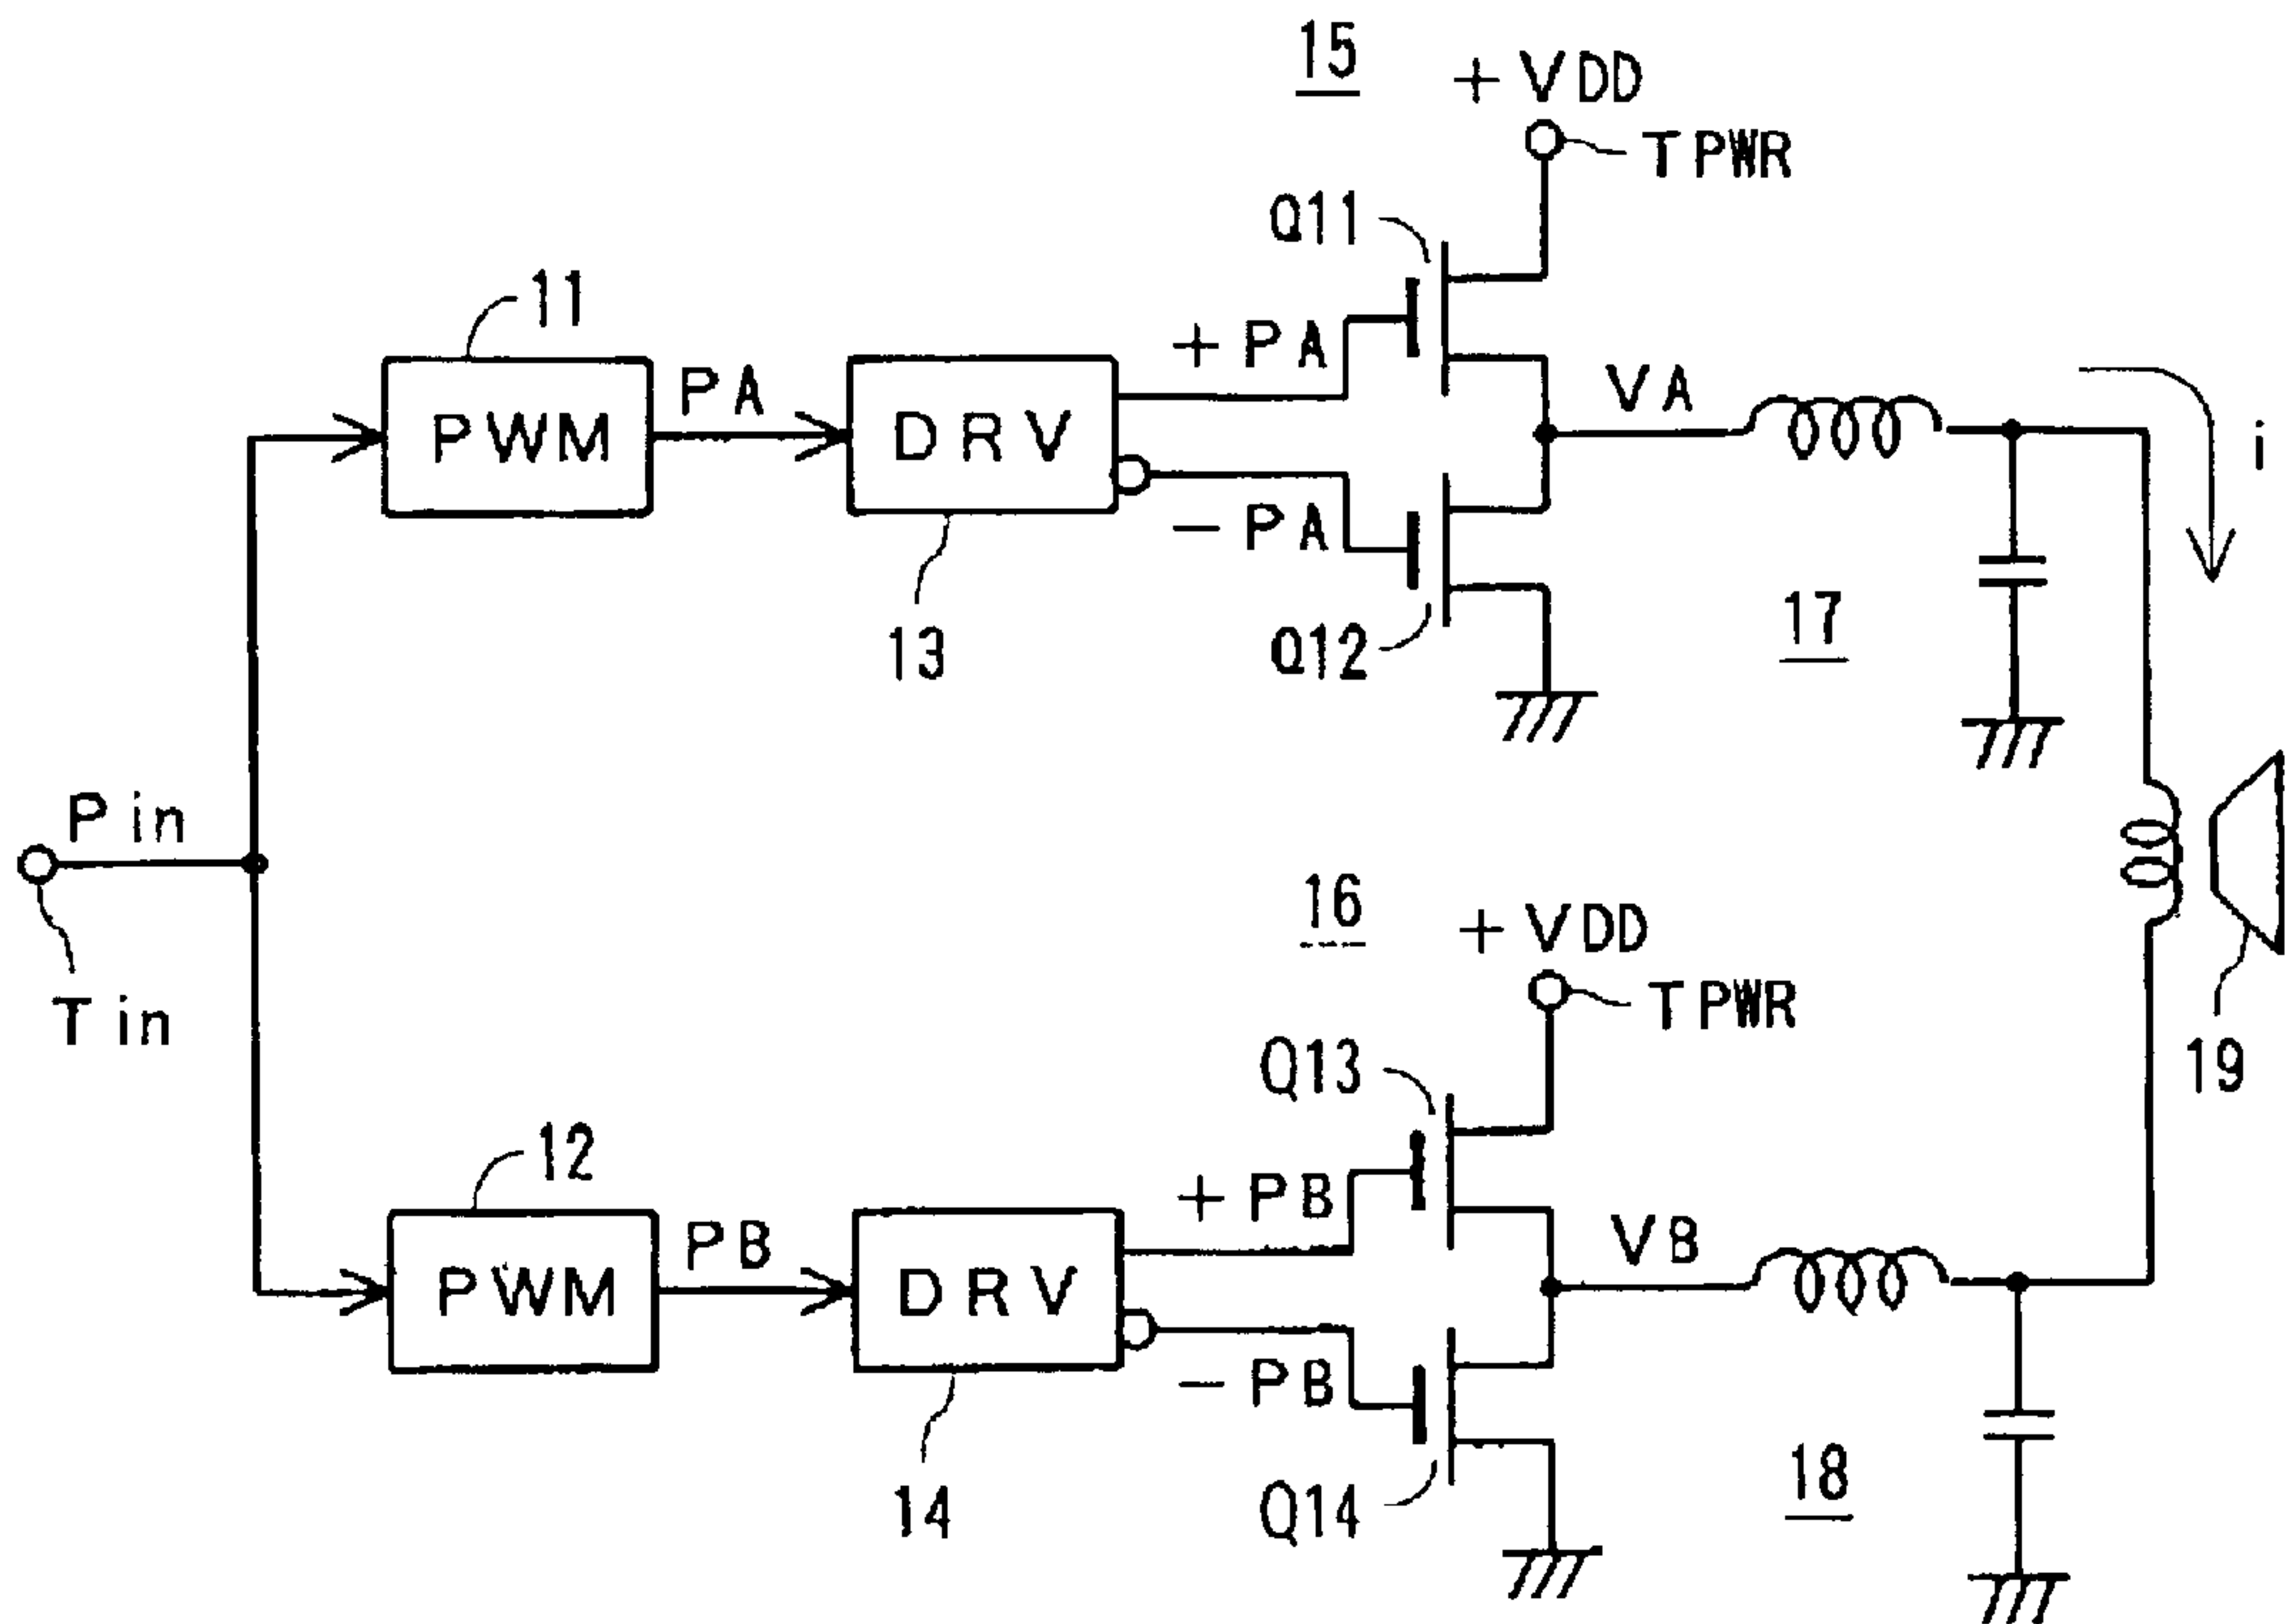 15
+VDD
TPWR
Q11
11
+PA
PA
VA
PWM
DRV
i
-PA
17
13
Q12
Pin
16
+VDD
Tin
TPWR
Q13
19
12
+PB
PB
VB
PWM
DRV
-PB
18
14
Q14